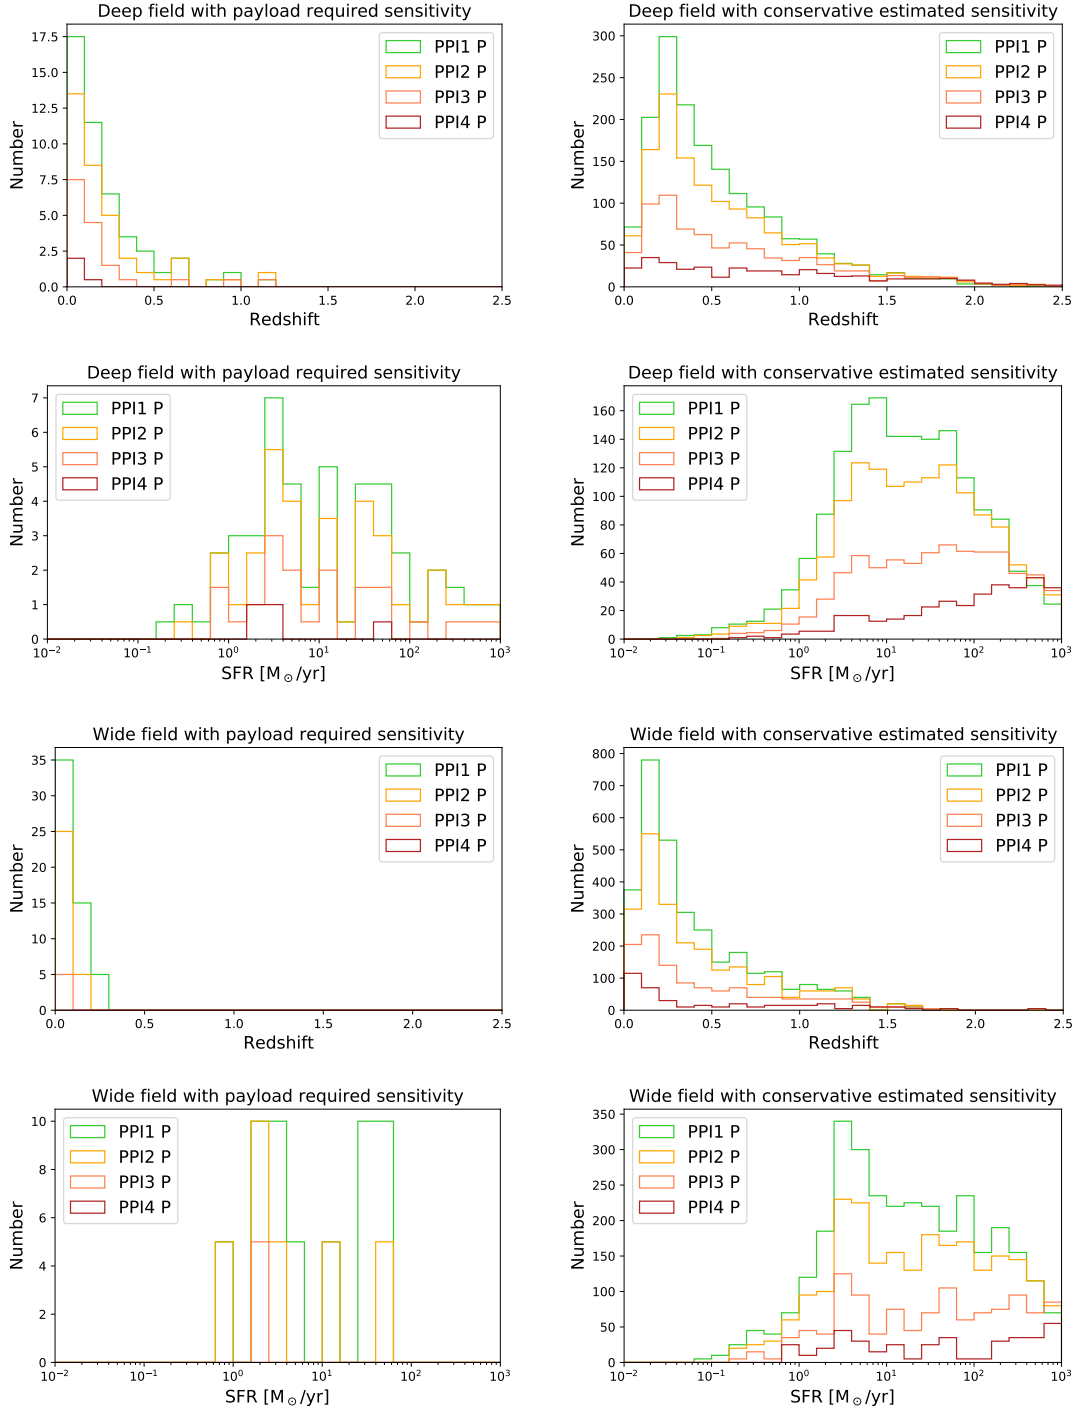 Deep field with payload required sensitivity
Number
17.5
15.0
12.5
10.0
7.5
5.0
2.5
0.0
PPI1 P
PPI2 P
PPI3 P
PPI4 P
0.0 0.5 1.0 1.5 2.0 2.5
Redshift
Deep field with conservative estimated sensitivity
Number
300
250
200
150
100
50
0
PPI1 P
PPI2 P
PPI3 P
PPI4 P
0.0 0.5 1.0 1.5 2.0 2.5
Redshift
Deep field with payload required sensitivity
Number
7
6
5
4
3
2
1
0
PPI1 P
PPI2 P
PPI3 P
PPI4 P
10⁻² 10⁻¹ 10⁰ 10¹ 10² 10³
SFR [M⊙/yr]
Deep field with conservative estimated sensitivity
Number
160
140
120
100
80
60
40
20
0
PPI1 P
PPI2 P
PPI3 P
PPI4 P
10⁻² 10⁻¹ 10⁰ 10¹ 10² 10³
SFR [M⊙/yr]
Wide field with payload required sensitivity
Number
35
30
25
20
15
10
5
0
PPI1 P
PPI2 P
PPI3 P
PPI4 P
0.0 0.5 1.0 1.5 2.0 2.5
Redshift
Wide field with conservative estimated sensitivity
Number
800
700
600
500
400
300
200
100
0
PPI1 P
PPI2 P
PPI3 P
PPI4 P
0.0 0.5 1.0 1.5 2.0 2.5
Redshift
Wide field with payload required sensitivity
Number
10
8
6
4
2
0
PPI1 P
PPI2 P
PPI3 P
PPI4 P
10⁻² 10⁻¹ 10⁰ 10¹ 10² 10³
SFR [M⊙/yr]
Wide field with conservative estimated sensitivity
Number
350
300
250
200
150
100
50
0
PPI1 P
PPI2 P
PPI3 P
PPI4 P
10⁻² 10⁻¹ 10⁰ 10¹ 10² 10³
SFR [M⊙/yr]